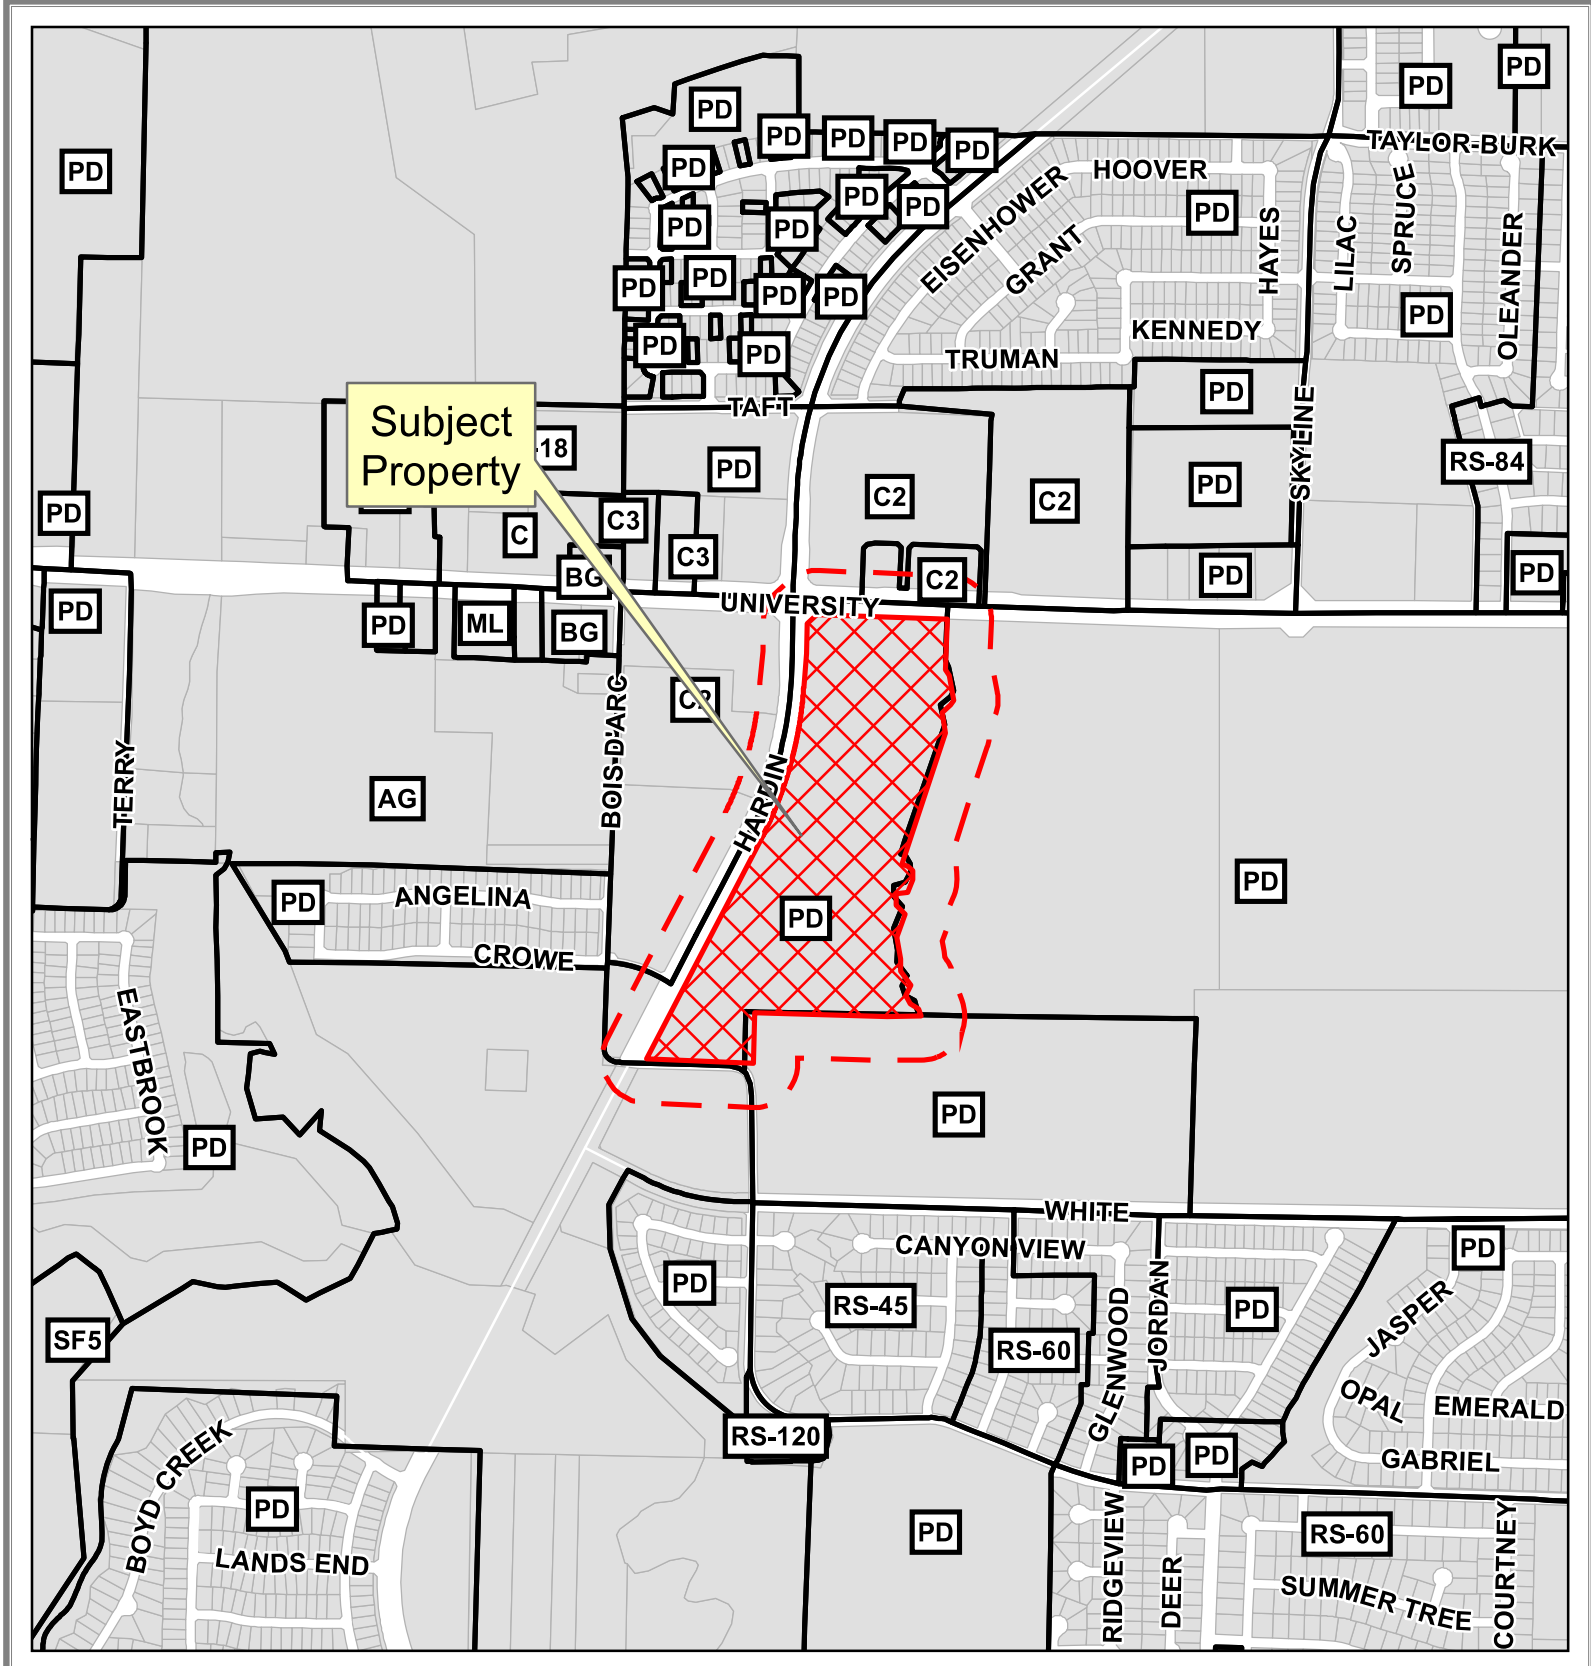 PD
PD
PD
TAYLOR-BURK
PD
PD
PD
PD
PD
PD
PD
HOOVER
EISENHOWER
PD
PD
PD
SPRUCE
PD
HAYES
LILAC
OLEANDER
PD
PD
GRANT
PD
PD
PD
PD
KENNEDY
PD
PD
PD
TRUMAN
PD
TAFT
SKYLINE
Subject
Property
-18
PD
RS-84
C2
C2
PD
PD
C3
C
C3
BG
C2
PD
PD
PD
UNIVERSITY
PD
ML
BG
C2
BOIS D'ARC
TERRY
HARDIN
AG
PD
PD
ANGELINA
PD
CROWE
EASTBROOK
PD
PD
WHITE
CANYON VIEW
PD
PD
RS-45
GLENWOOD
JORDAN
PD
JASPER
SF5
RS-60
OPAL
EMERALD
BOYD CREEK
RS-120
PD
PD
GABRIEL
PD
PD
RIDGEVIEW
DEER
RS-60
COURTNEY
LANDS END
SUMMER TREE